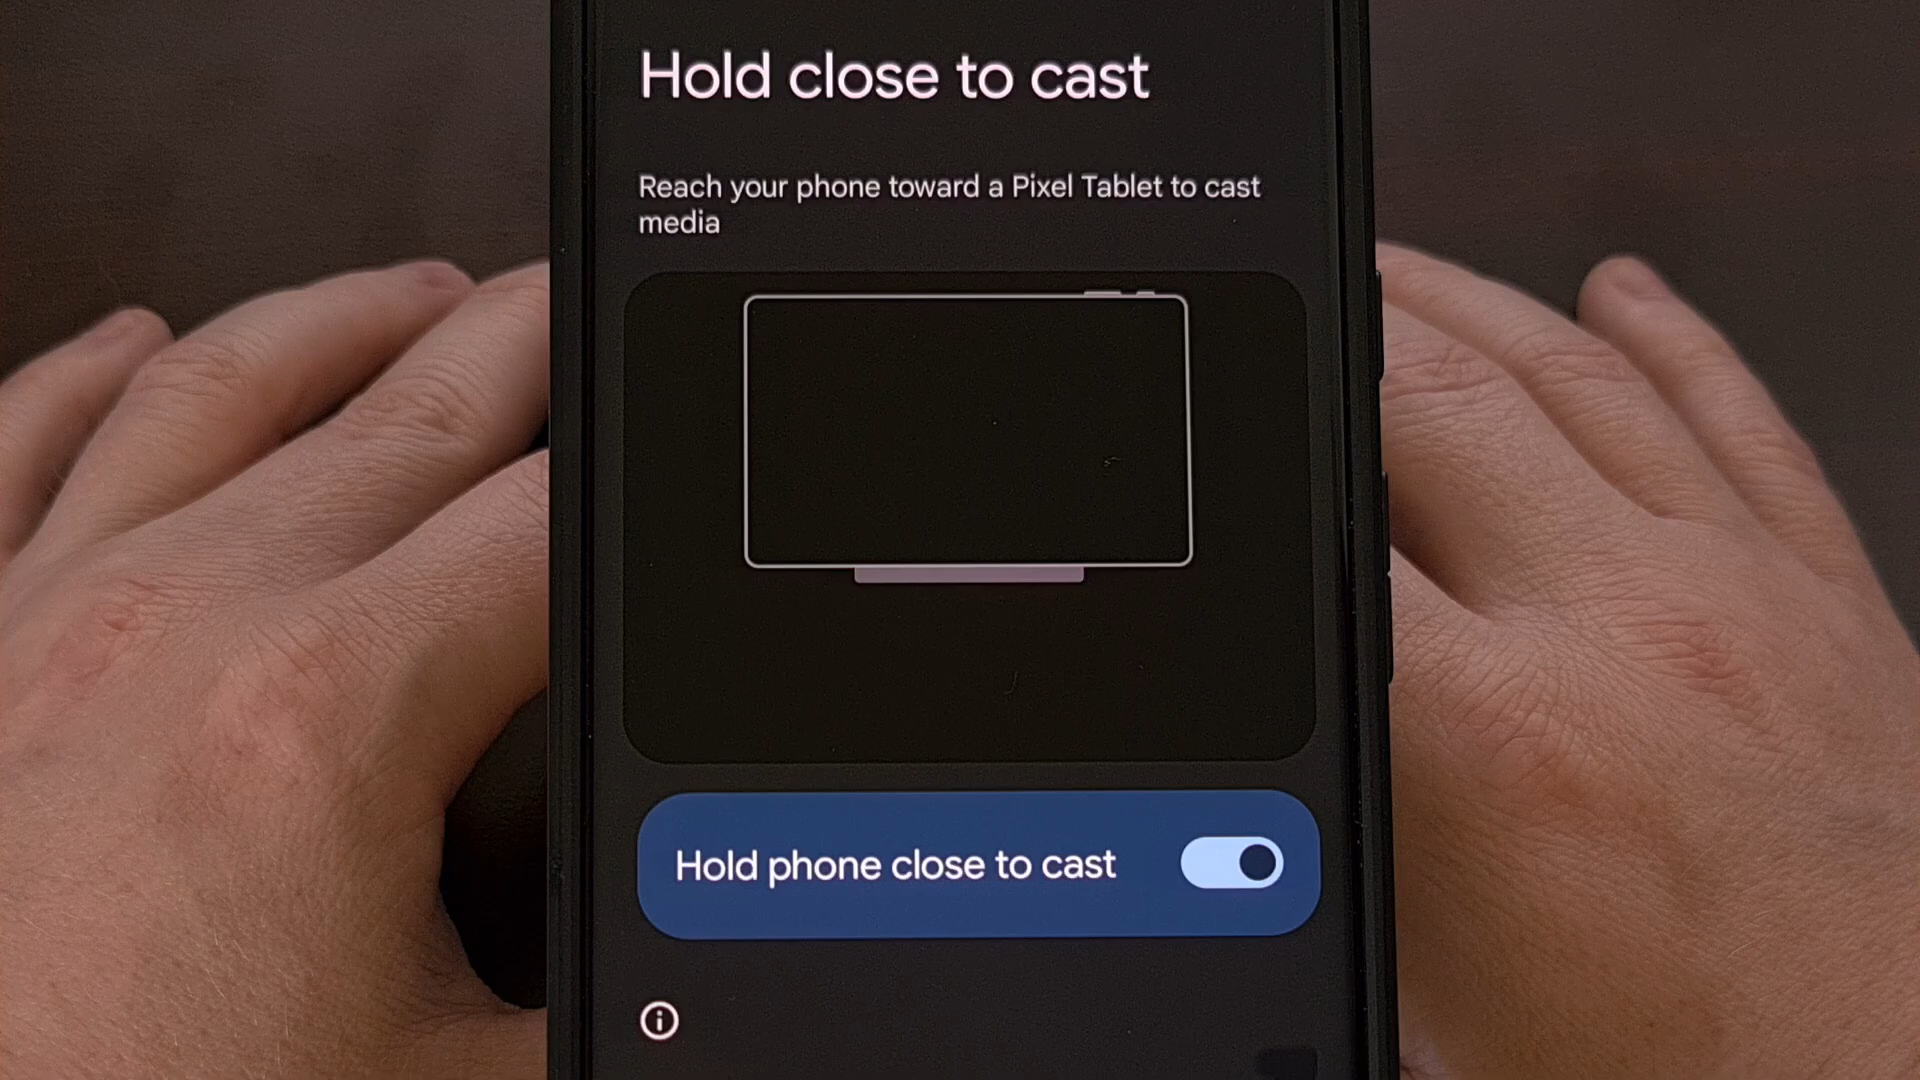 Hold close to cast
Reach your phone toward a Pixel Tablet to cast
media
Hold phone close to cast